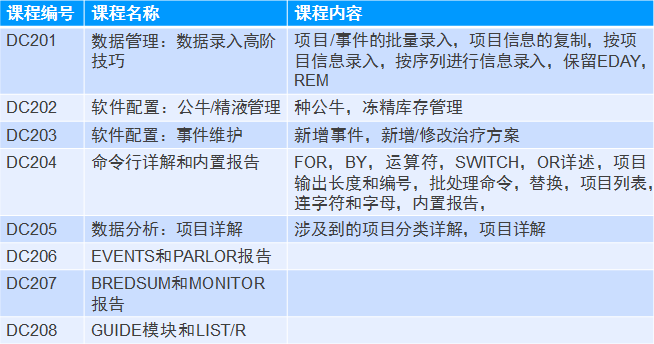 课程编号 课程名称 课程内容
DC201 数据管理：数据录入高阶 项目/事件的批量录入，项目信息的复制，按项
技巧 目信息录入，按序列进行信息录入，保留EDAY，
REM
DC202 软件配置：公牛/精液管理 种公牛，冻精库存管理
DC203 软件配置：事件维护 新增事件，新增/修改治疗方案
DC204 命令行详解和内置报告 FOR，BY，运算符，SWITCH，OR详述，项目
输出长度和编号，批处理命令，替换，项目列表，
连字符和字母，内置报告，
DC205 数据分析：项目详解 涉及到的项目分类详解，项目详解
DC206 EVENTS和PARLOR报告
DC207 BREDSUM和MONITOR
报告
DC208 GUIDE模块和LIST/R